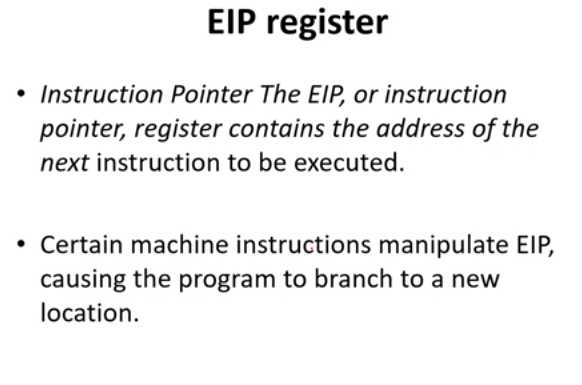 EIP register
• Instruction Pointer The EIP, or instruction
pointer, register contains the address of the
next instruction to be executed.
• Certain machine instructions manipulate EIP,
causing the program to branch to a new
location.